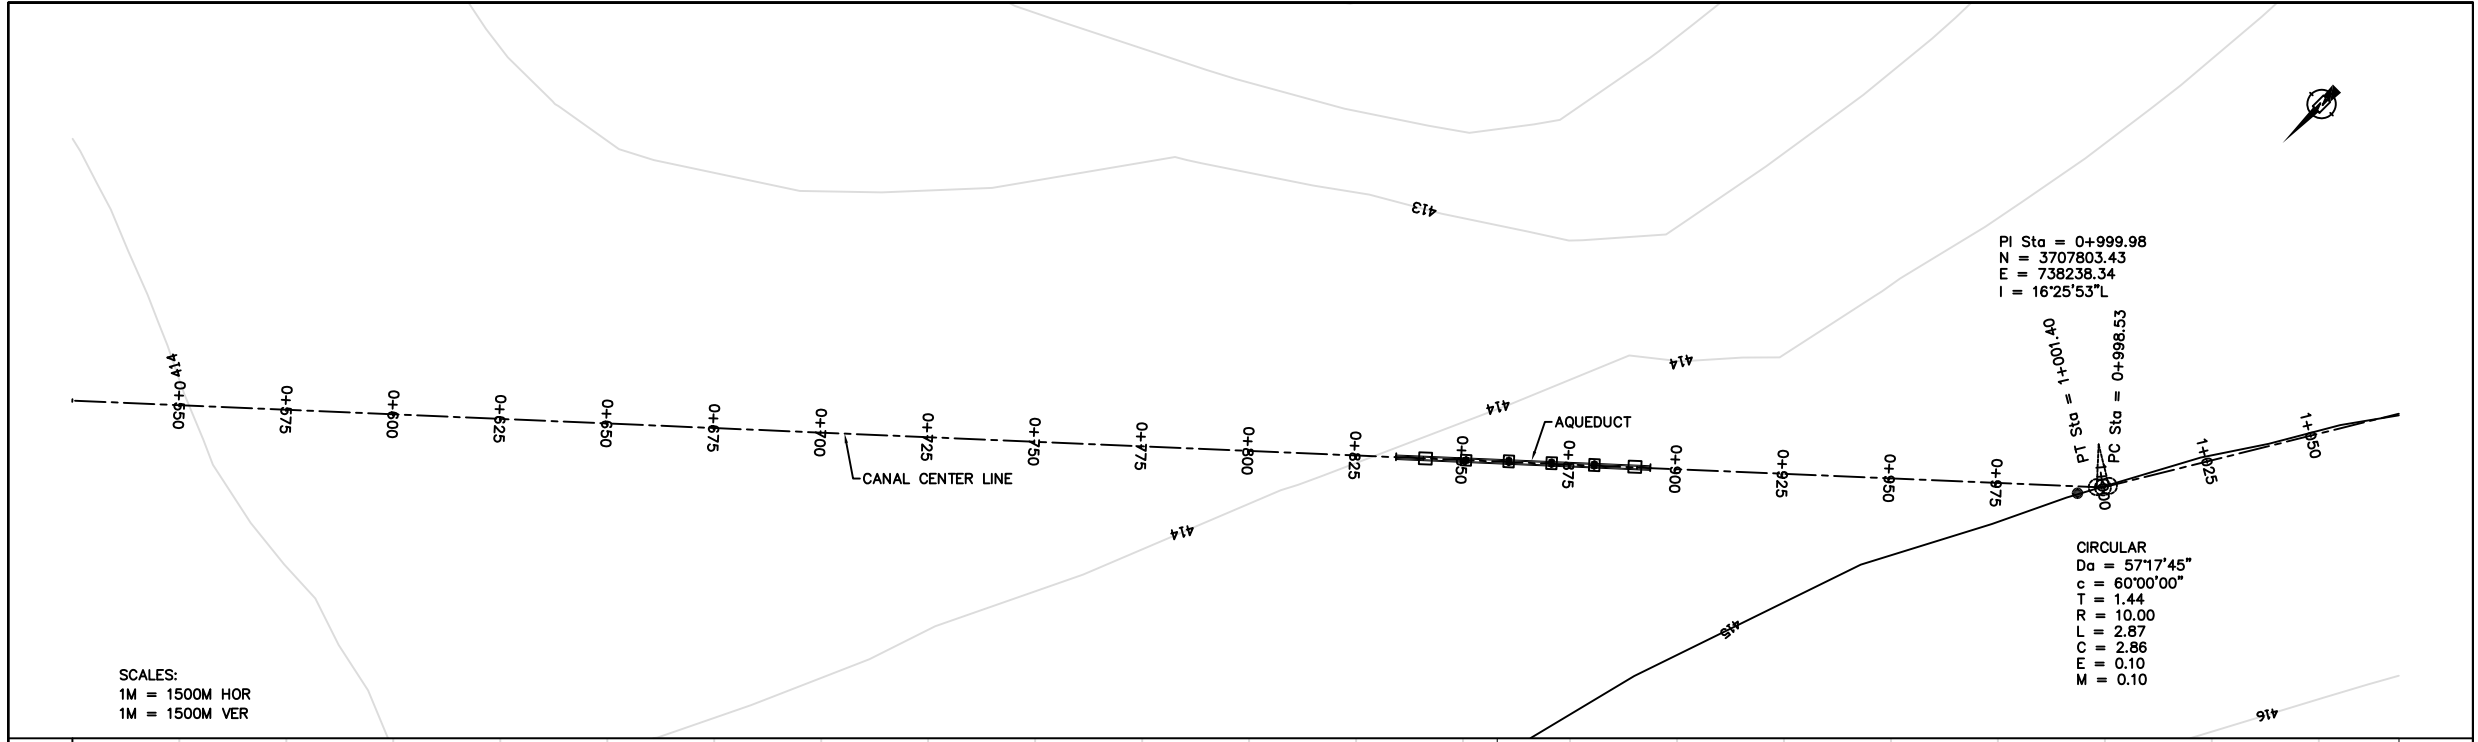 413
PI Sta = 0+999.98
N = 3707803.43
E = 738238.34
I = 16°25'53"L
PT Sta = 1+001.40
PC Sta = 0+998.53
414
414
414
414
AQUEDUCT
CANAL CENTER LINE
0+550
0+575
0+600
0+625
0+650
0+675
0+700
0+725
0+750
0+775
0+800
0+825
0+850
0+875
0+900
0+925
0+950
0+975
1+000
1+025
1+050
CIRCULAR
Da = 57°17'45"
c = 60°00'00"
T = 1.44
R = 10.00
L = 2.87
C = 2.86
E = 0.10
M = 0.10
415
416
SCALES:
1M = 1500M HOR
1M = 1500M VER